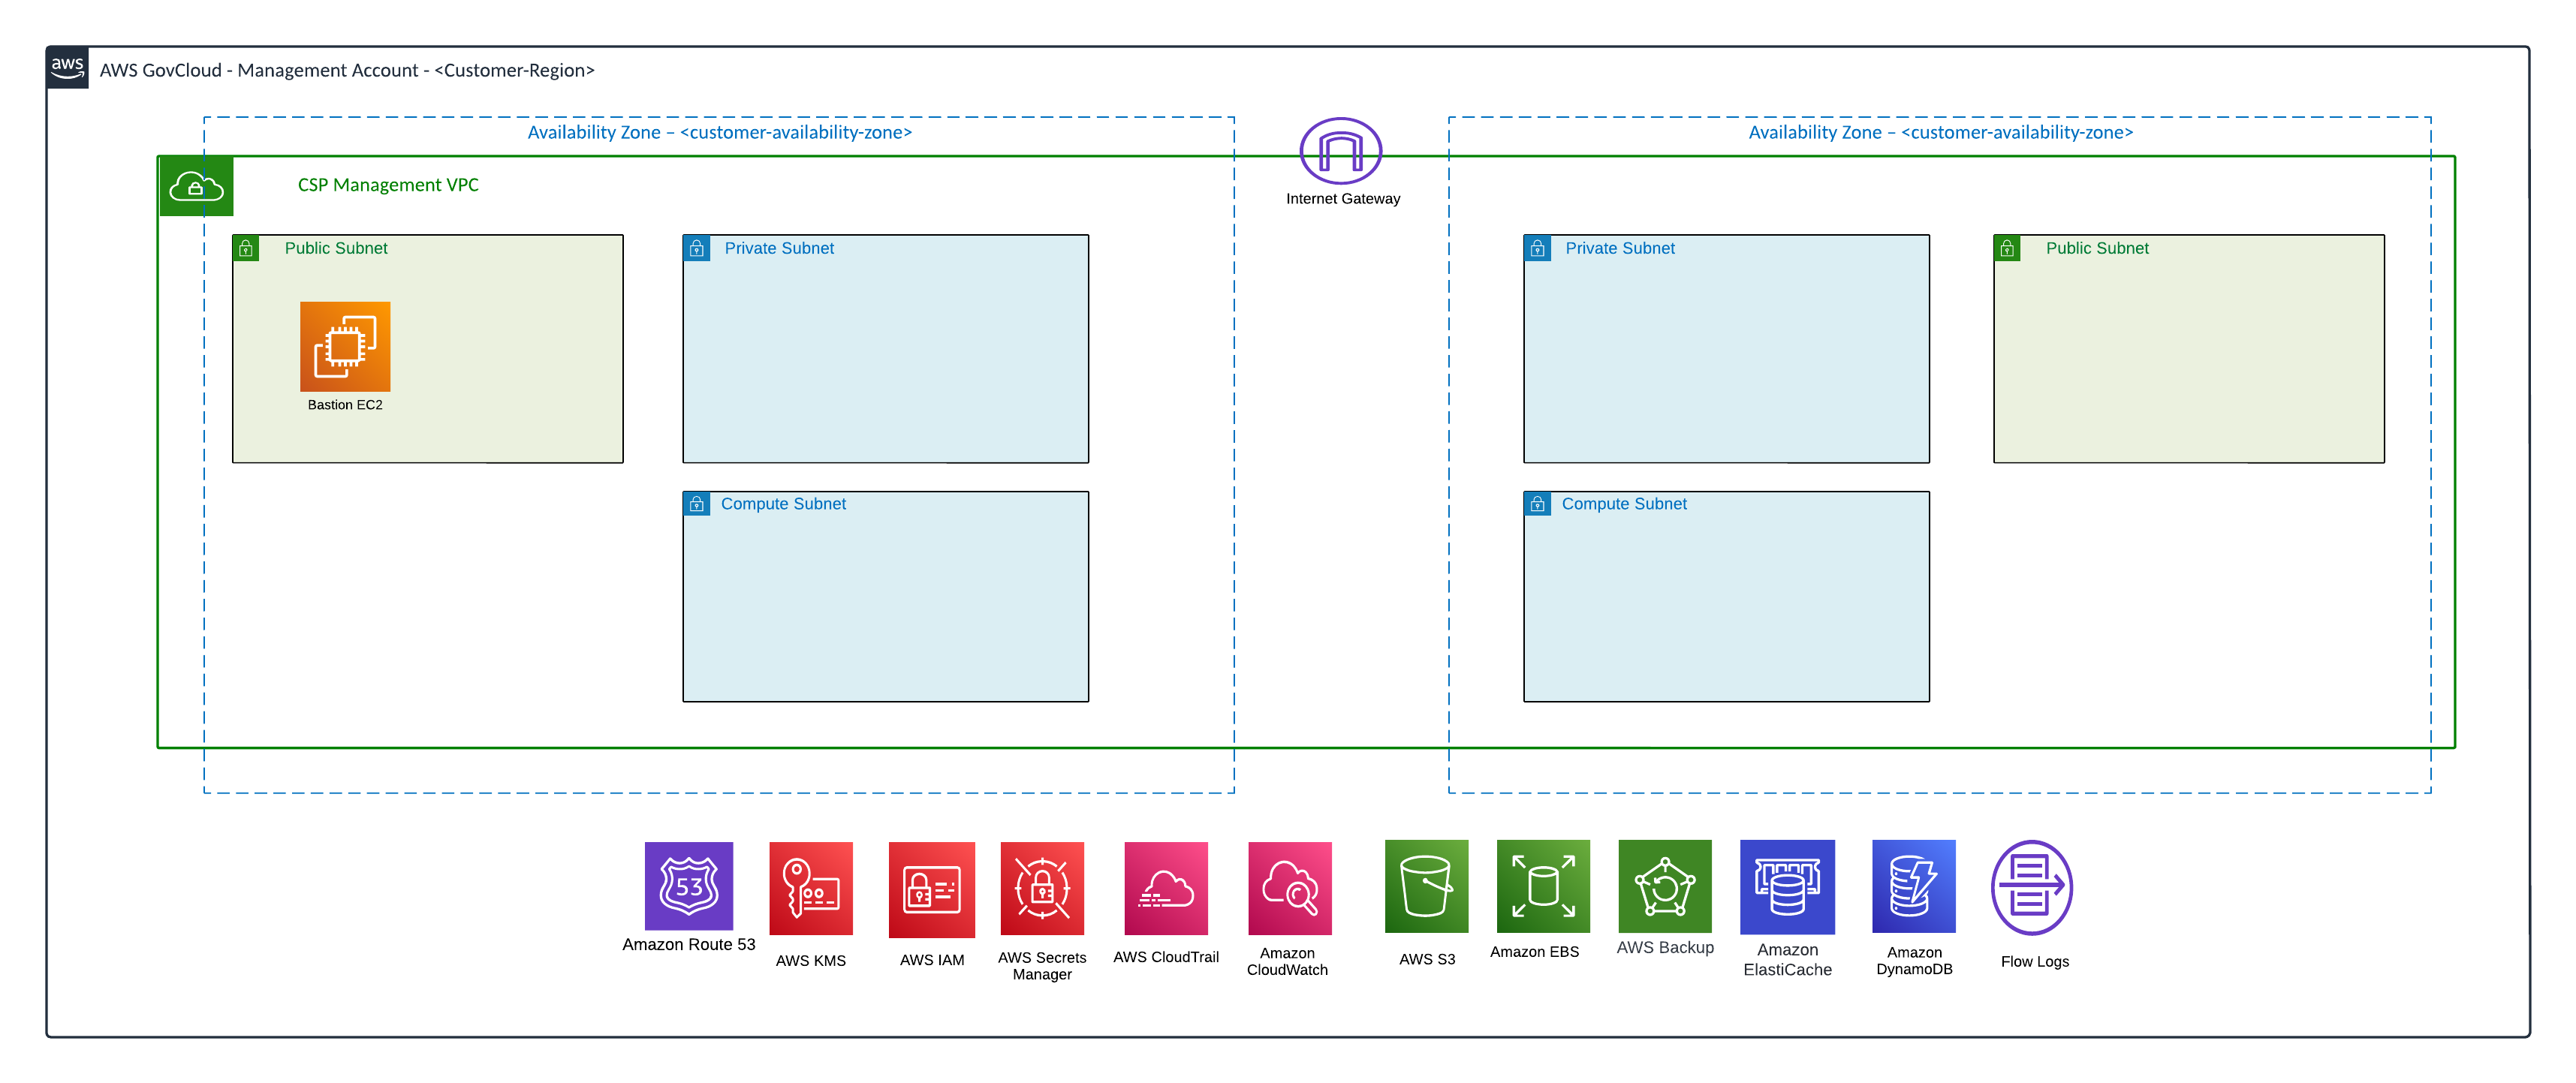 aws
AWS GovCloud - Management Account - <Customer-Region>
Availability Zone – <customer-availability-zone>
Availability Zone – <customer-availability-zone>
CSP Management VPC
Internet Gateway
Public Subnet
Private Subnet
Private Subnet
Public Subnet
Bastion EC2
Compute Subnet
Compute Subnet
53
Amazon Route 53
AWS KMS
AWS IAM
AWS Secrets
Manager
AWS CloudTrail
Amazon
CloudWatch
AWS S3
Amazon EBS
AWS Backup
Amazon
ElastiCache
Amazon
DynamoDB
Flow Logs